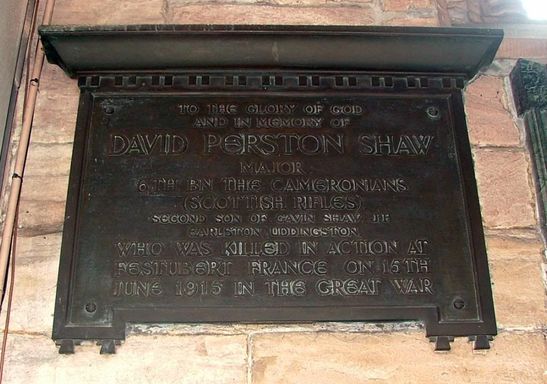 TO THE GLORY OF GOD
AND IN MEMORY OF
DAVID PERSTON SHAW
MAJOR
6TH BN THE CAMERONIANS
(SCOTTISH RIFLES)
SECOND SON OF GAVIN SHAW JP
EARLSTON UDDINGSTON
WHO WAS KILLED IN ACTION AT
FESTUBERT FRANCE ON 15TH
JUNE 1915 IN THE GREAT WAR